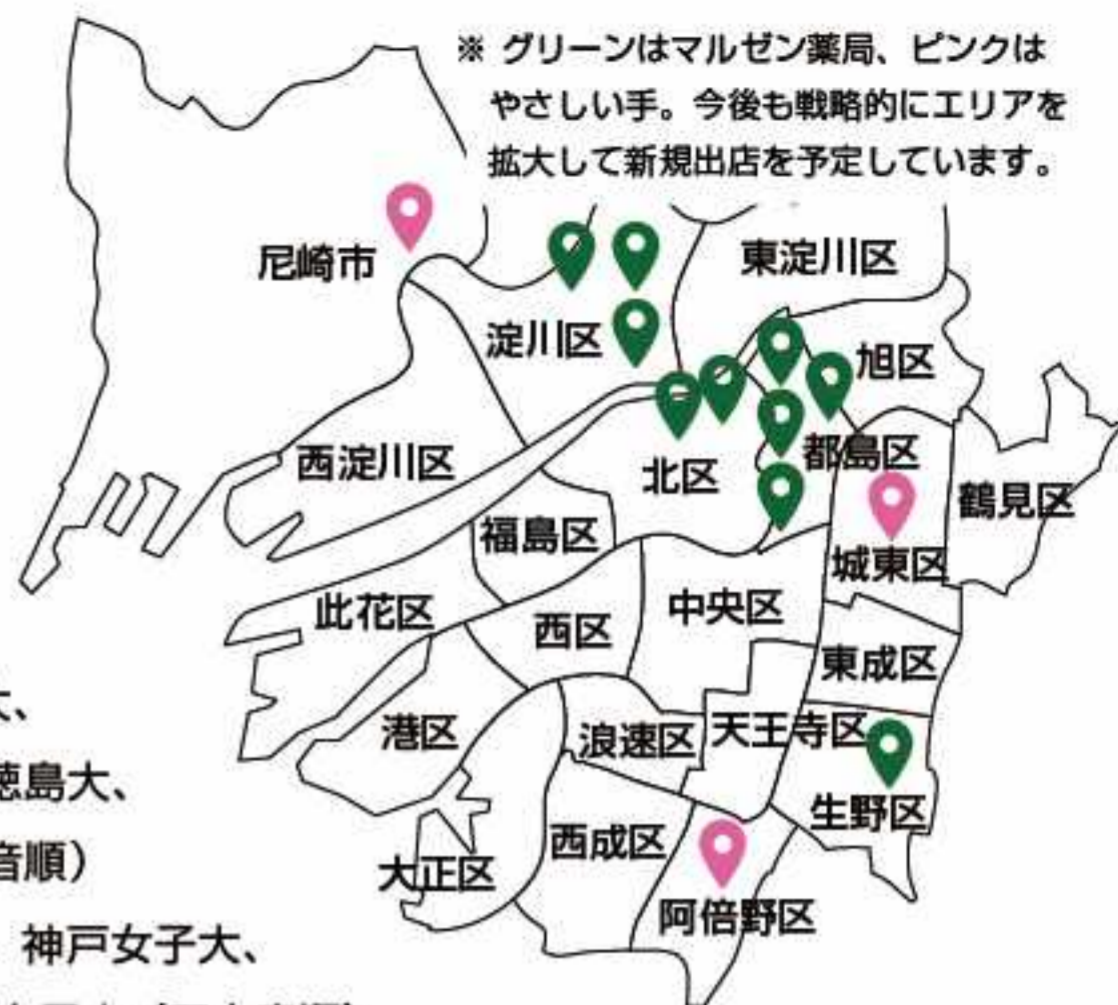 ※ グリーンはマルゼン薬局、ピンクは
やさしい手。今後も戦略的にエリアを
拡大して新規出店を予定しています。
尼崎市
東淀川区
淀川区
旭区
西淀川区
北区
都島区
鶴見区
福島区
城東区
此花区
西区
中央区
東成区
港区
浪速区
天王寺区
生野区
西成区
大正区
阿倍野区
大、
徳島大、
音順）
神戸女子大、